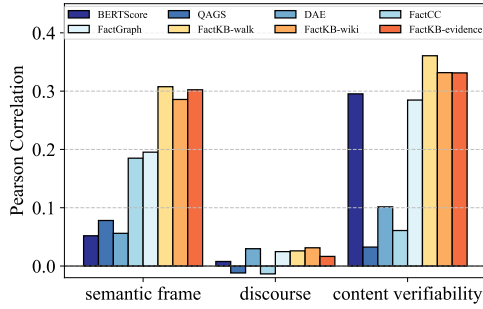 BERTScore QAGS DAE FactCC
FactGraph FactKB-walk FactKB-wiki FactKB-evidence
Pearson Correlation
0.4
0.3
0.2
0.1
0.0
semantic frame discourse content verifiability